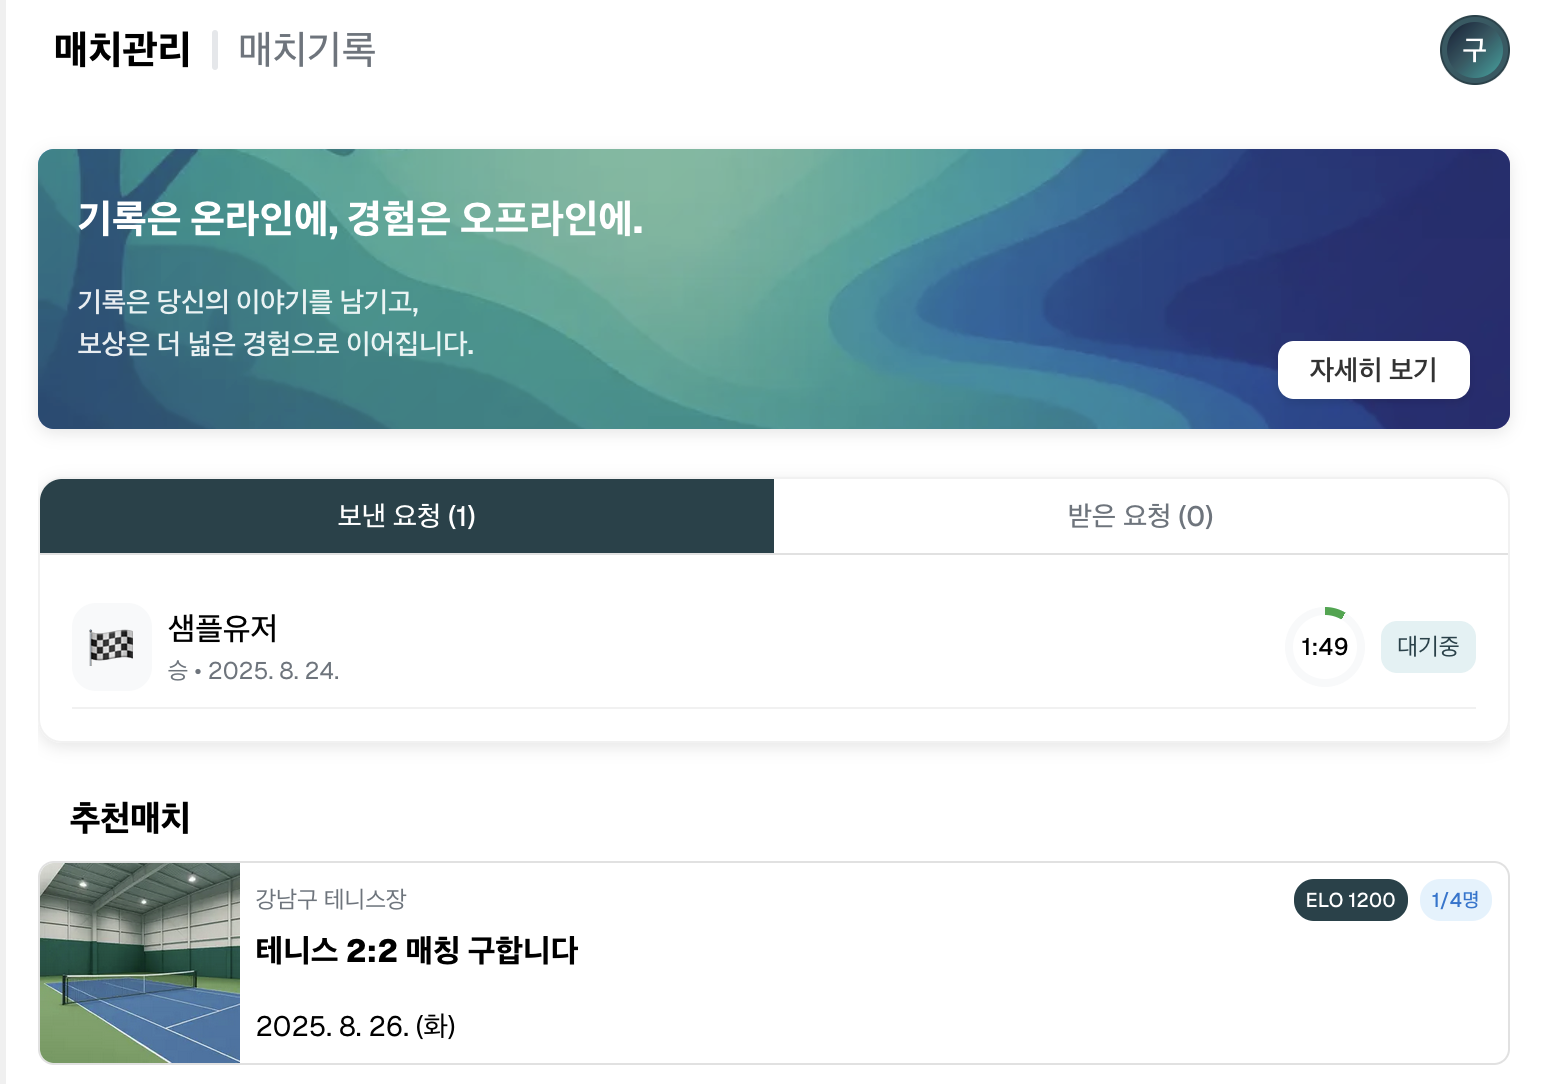 매치관리 | 매치기록
구
기록은 온라인에, 경험은 오프라인에.
기록은 당신의 이야기를 남기고,
보상은 더 넓은 경험으로 이어집니다.
자세히 보기
보낸 요청 (1)
받은 요청 (0)
샘플유저
승 • 2025. 8. 24.
1:49
대기중
추천매치
강남구 테니스장
ELO 1200
1/4명
테니스 2:2 매칭 구합니다
2025. 8. 26. (화)